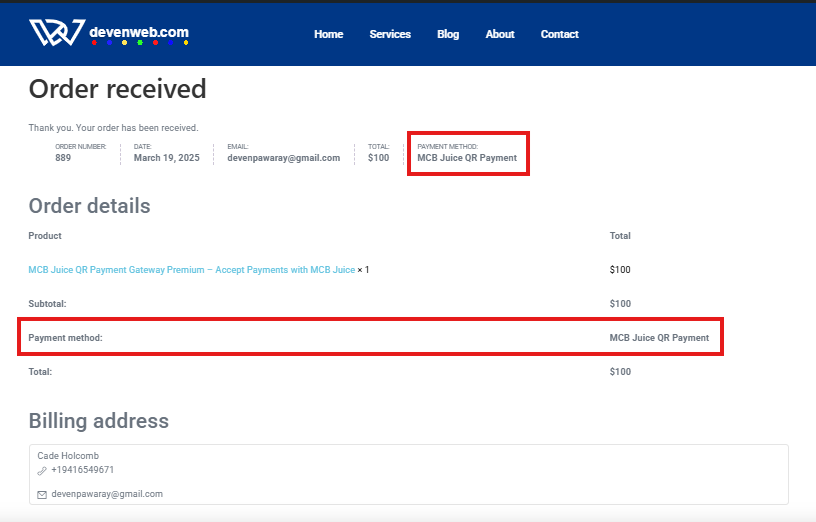 devenweb.com
Home Services Blog About Contact
Order received
Thank you. Your order has been received.
ORDER NUMBER: DATE: EMAIL: TOTAL: PAYMENT METHOD:
889 March 19, 2025 devenpawaray@gmail.com $100 MCB Juice QR Payment
Order details
Product Total
MCB Juice QR Payment Gateway Premium – Accept Payments with MCB Juice × 1 $100
Subtotal: $100
Payment method: MCB Juice QR Payment
Total: $100
Billing address
Cade Holcomb
+19416549671
devenpawaray@gmail.com